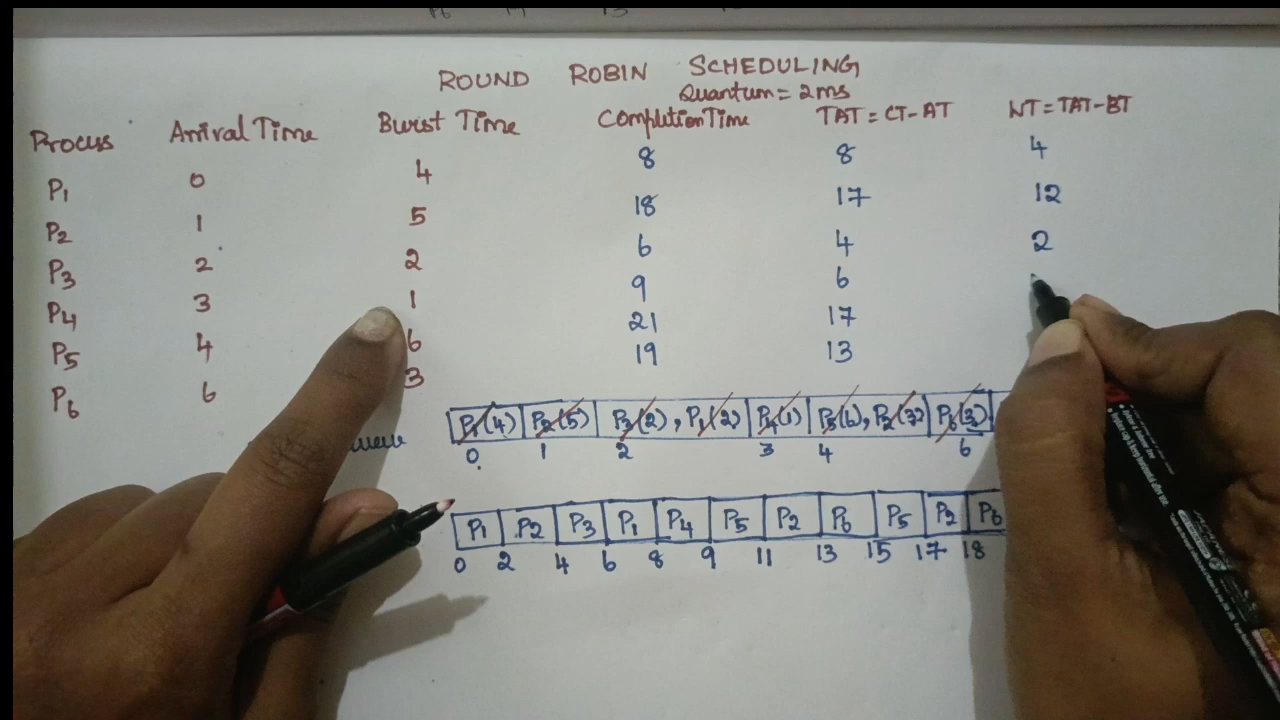 ROUND ROBIN SCHEDULING
Quantum = 2ms
Process Arrival Time Burst Time Completion Time TAT = CT-AT WT = TAT-BT
P1 0 4 8 8 4
P2 1 5 18 17 12
P3 2 2 6 4 2
P4 3 1 9 6
P5 4 6 21 17
P6 6 3 19 13
P1(4) P2(5) P3(2), P1(2) P4(1) P5(6), P2(3) P6(3)
0 1 2 3 4 6
P1 P2 P3 P1 P4 P5 P2 P6 P5 P2 P6
0 2 4 6 8 9 11 13 15 17 18